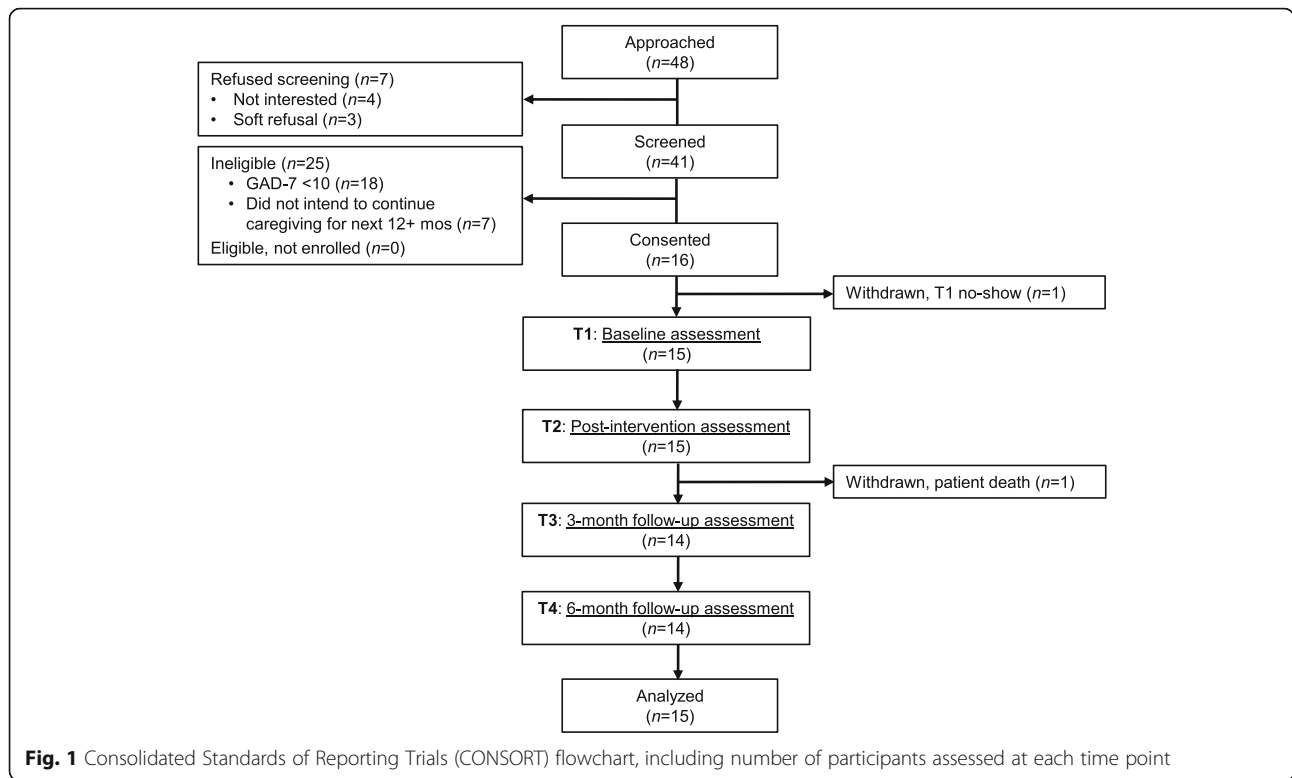 Approached
(n=48)
Refused screening (n=7)
• Not interested (n=4)
• Soft refusal (n=3)
Screened
(n=41)
Ineligible (n=25)
• GAD-7 <10 (n=18)
• Did not intend to continue
caregiving for next 12+ mos (n=7)
Eligible, not enrolled (n=0)
Consented
(n=16)
Withdrawn, T1 no-show (n=1)
T1: Baseline assessment
(n=15)
T2: Post-intervention assessment
(n=15)
Withdrawn, patient death (n=1)
T3: 3-month follow-up assessment
(n=14)
T4: 6-month follow-up assessment
(n=14)
Analyzed
(n=15)
Fig. 1 Consolidated Standards of Reporting Trials (CONSORT) flowchart, including number of participants assessed at each time point